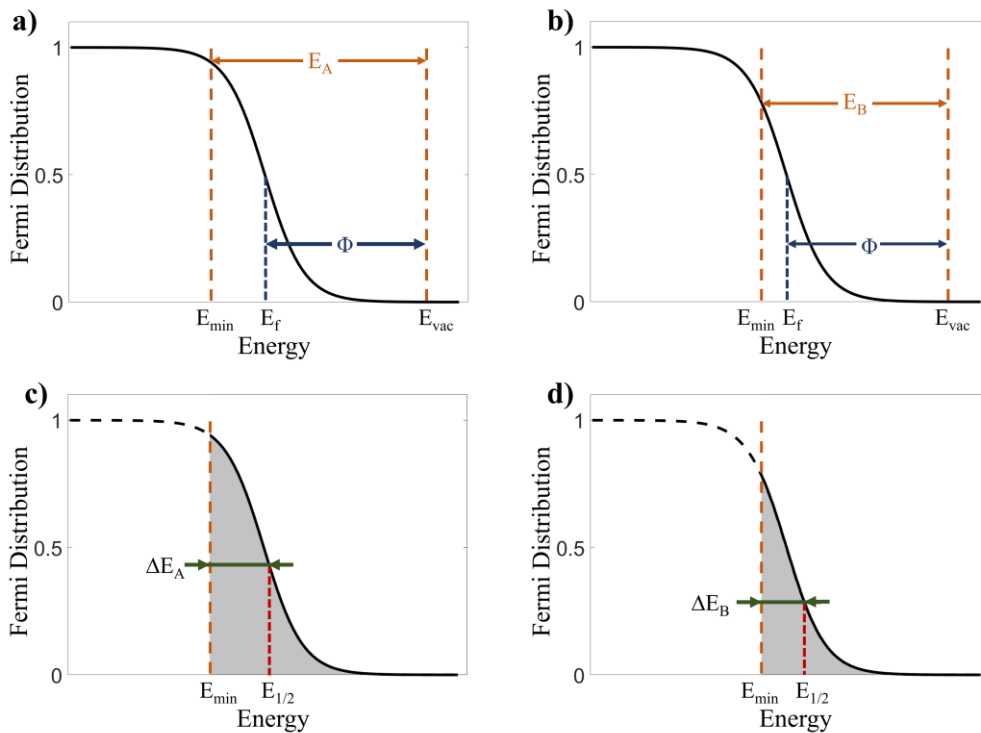 a)
Fermi Distribution
1
0.5
0
E_A
Φ
E_min
E_f
E_vac
Energy
b)
Fermi Distribution
1
0.5
0
E_B
Φ
E_min
E_f
E_vac
Energy
c)
Fermi Distribution
1
0.5
0
ΔE_A
E_min
E_1/2
Energy
d)
Fermi Distribution
1
0.5
0
ΔE_B
E_min
E_1/2
Energy